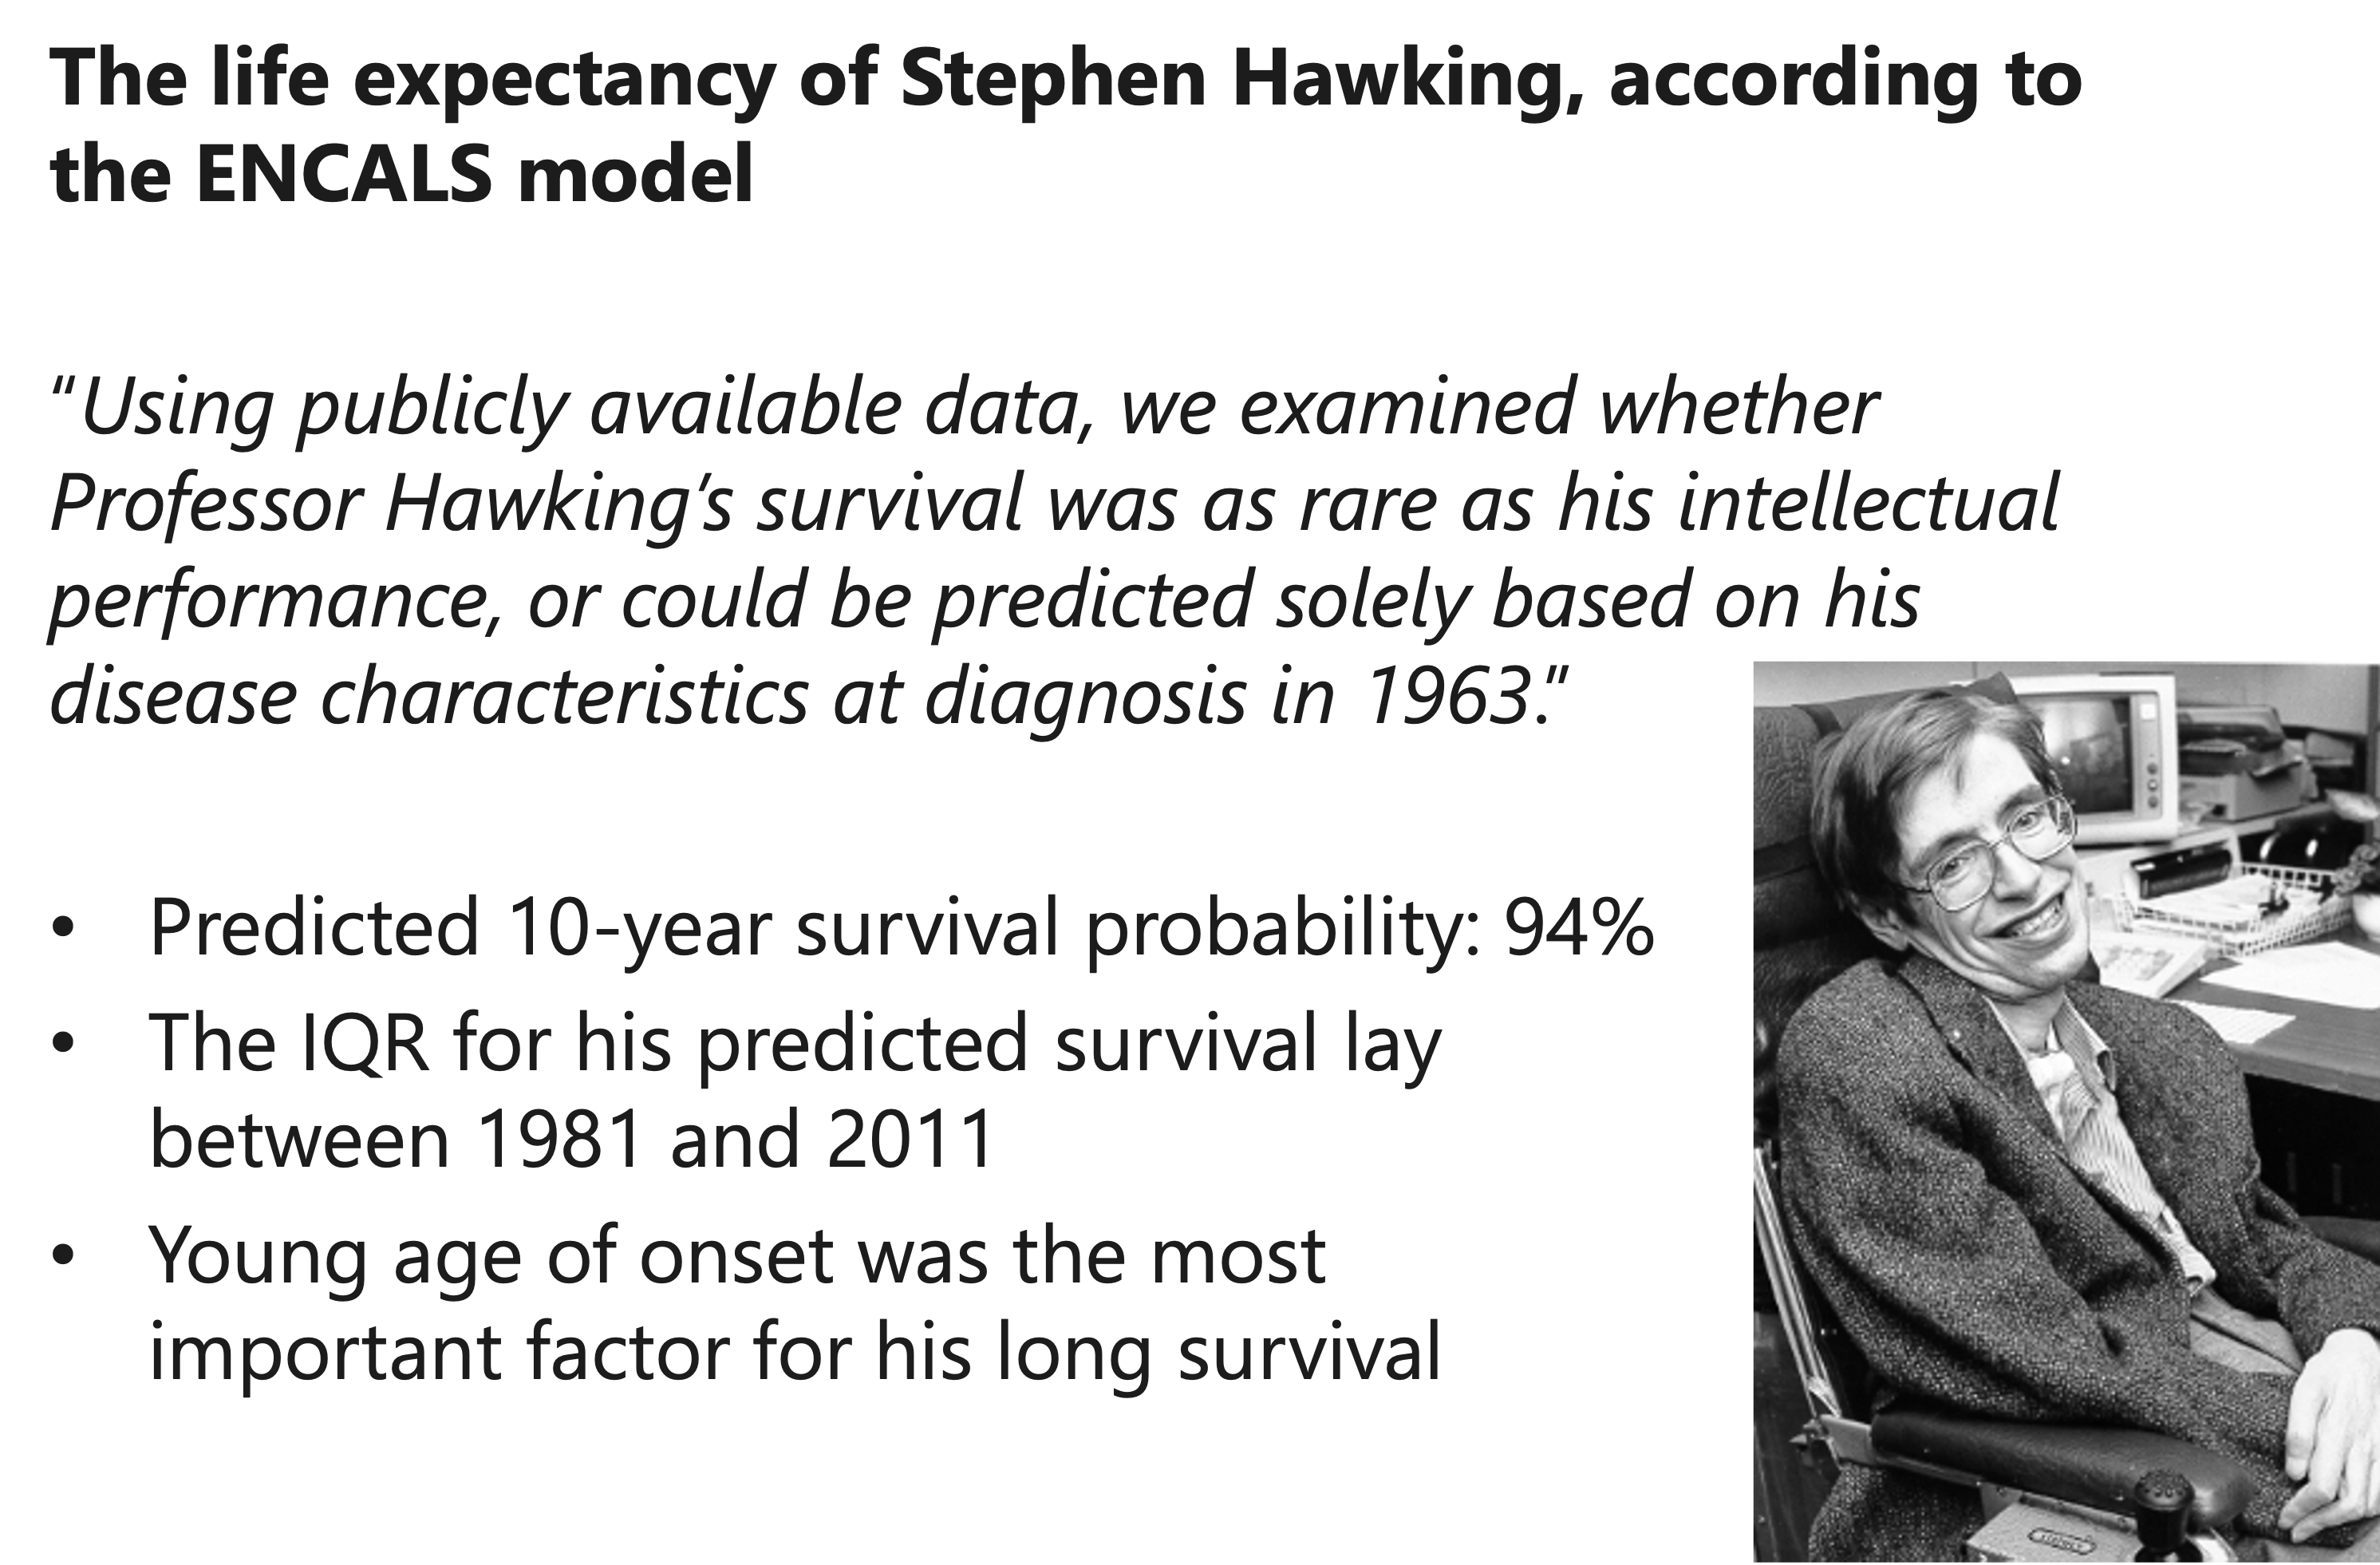 The life expectancy of Stephen Hawking, according to
the ENCALS model
“Using publicly available data, we examined whether
Professor Hawking’s survival was as rare as his intellectual
performance, or could be predicted solely based on his
disease characteristics at diagnosis in 1963.”
• Predicted 10-year survival probability: 94%
• The IQR for his predicted survival lay
between 1981 and 2011
• Young age of onset was the most
important factor for his long survival